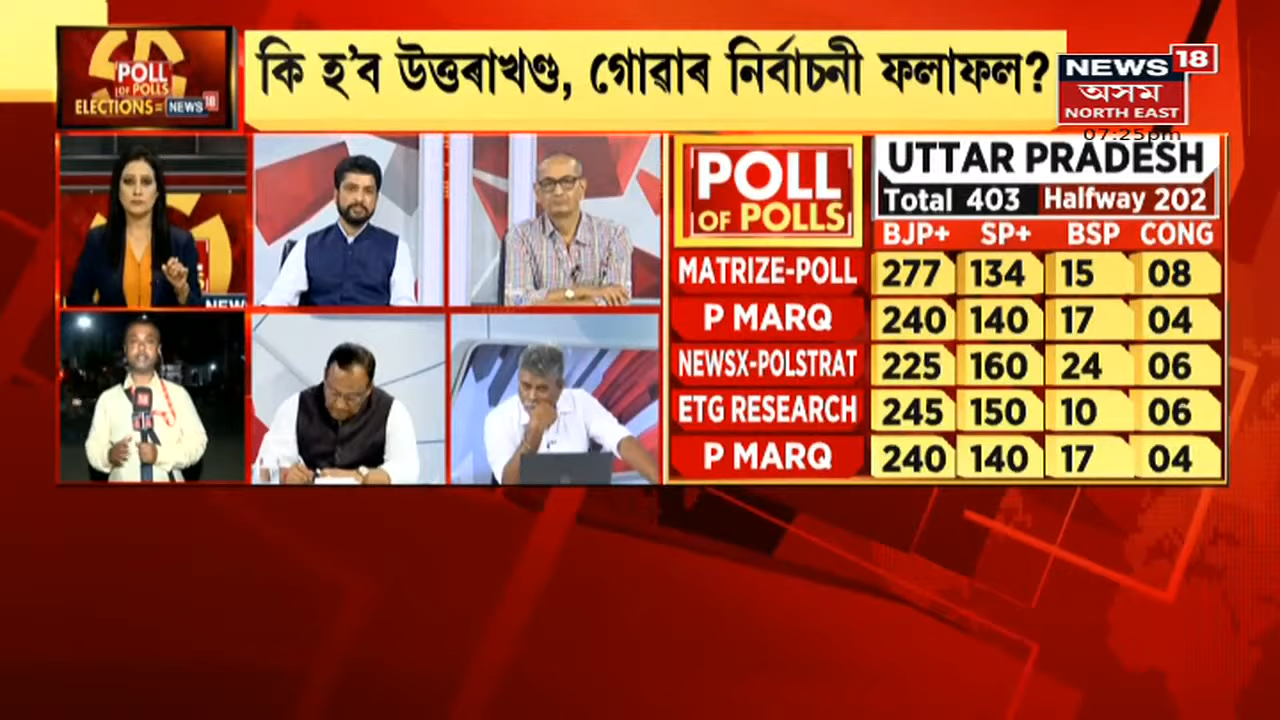 POLL
OF POLLS
ELECTIONS= NEWS18
কি হ'ব উত্তৰাখণ্ড, গোৱাৰ নিৰ্বাচনী ফলাফল?
NEWS18
অসম
NORTH EAST
07:25pm
POLL
OF POLLS
UTTAR PRADESH
Total 403 Halfway 202
BJP+ SP+ BSP CONG
MATRIZE-POLL 277 134 15 08
P MARQ 240 140 17 04
NEWSX-POLSTRAT 225 160 24 06
ETG RESEARCH 245 150 10 06
P MARQ 240 140 17 04